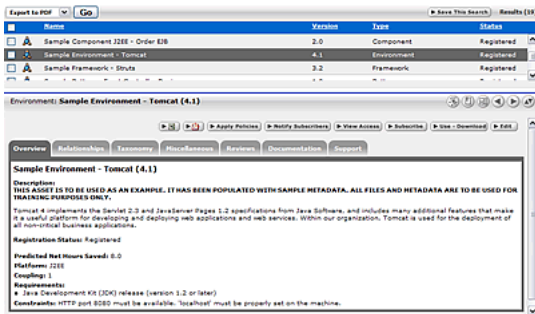 Export to PDF Go Save This Search Results (19)
Name Version Type Status
Sample Component J2EE - Order EJB 2.0 Component Registered
Sample Environment - Tomcat 4.1 Environment Registered
Sample Framework - Struts 3.2 Framework Registered
Environment: Sample Environment - Tomcat (4.1)
Apply Policies Notify Subscribers View Access Subscribe Use - Download Edit
Overview Relationships Taxonomy Miscellaneous Reviews Documentation Support
Sample Environment - Tomcat (4.1)
Description:
THIS ASSET IS TO BE USED AS AN EXAMPLE. IT HAS BEEN POPULATED WITH SAMPLE METADATA. ALL FILES AND METADATA ARE TO BE USED FOR
TRAINING PURPOSES ONLY.
Tomcat 4 implements the Servlet 2.3 and JavaServer Pages 1.2 specifications from Java Software, and includes many additional features that make
it a useful platform for developing and deploying web applications and web services. Within our organization, Tomcat is used for the deployment of
all non-critical business applications.
Registration Status: Registered
Predicted Net Hours Saved: 8.0
Platform: J2EE
Coupling: 1
Requirements:
Java Development Kit (JDK) release (version 1.2 or later)
Constraints: HTTP port 8080 must be available. 'localhost' must be properly set on the machine.